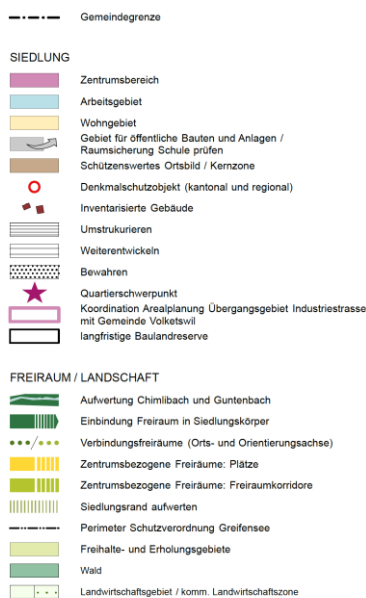 Gemeindegrenze
SIEDLUNG
Zentrumsbereich
Arbeitsgebiet
Wohngebiet
Gebiet für öffentliche Bauten und Anlagen /
Raumsicherung Schule prüfen
Schützenswertes Ortsbild / Kernzone
Denkmalschutzobjekt (kantonal und regional)
Inventarisierte Gebäude
Umstrukurieren
Weiterentwickeln
Bewahren
Quartierschwerpunkt
Koordination Arealplanung Übergangsgebiet Industriestrasse
mit Gemeinde Volketswil
langfristige Baulandreserve
FREIRAUM / LANDSCHAFT
Aufwertung Chimlibach und Guntenbach
Einbindung Freiraum in Siedlungskörper
Verbindungsfreiräume (Orts- und Orientierungsachse)
Zentrumsbezogene Freiräume: Plätze
Zentrumsbezogene Freiräume: Freiraumkorridore
Siedlungsrand aufwerten
Perimeter Schutzverordnung Greifensee
Freihalte- und Erholungsgebiete
Wald
Landwirtschaftsgebiet / komm. Landwirtschaftszone